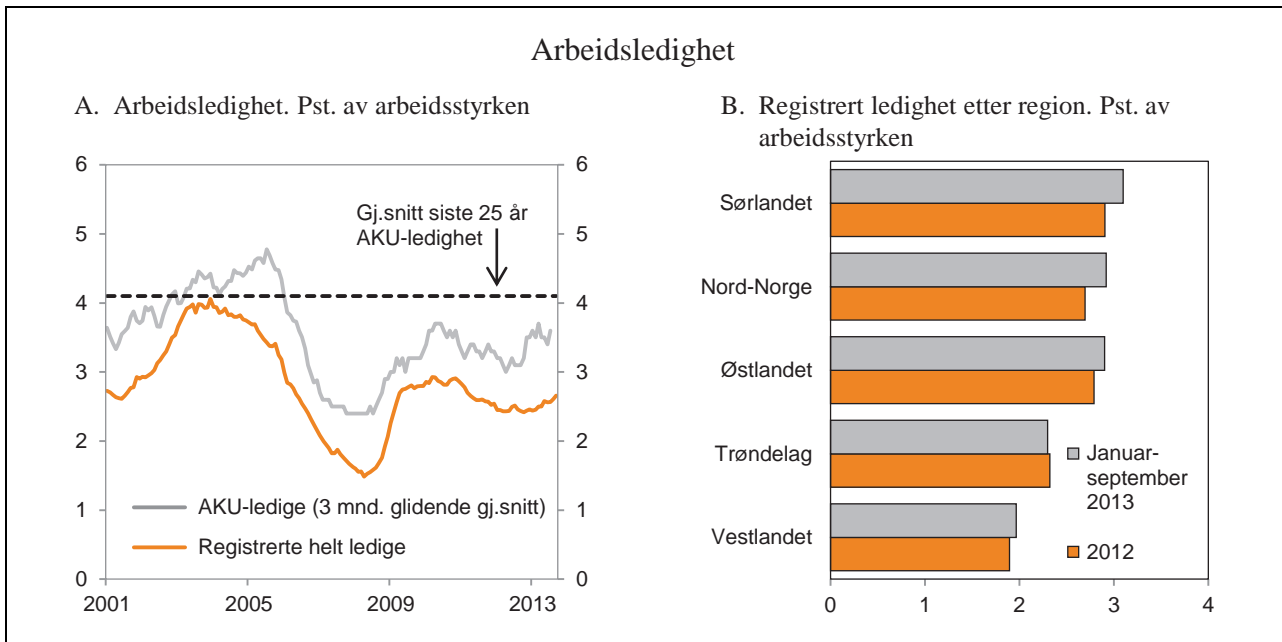 Arbeidsledighet
A. Arbeidsledighet. Pst. av arbeidsstyrken
6 6
5 5
4 4
3 3
2 2
1 1
0 0
Gj.snitt siste 25 år
AKU-ledighet
AKU-ledige (3 mnd. glidende gj.snitt)
Registrerte helt ledige
2001 2005 2009 2013
B. Registrert ledighet etter region. Pst. av
arbeidsstyrken
Sørlandet
Nord-Norge
Østlandet
Trøndelag
Vestlandet
Januar-
september
2013
2012
0 1 2 3 4